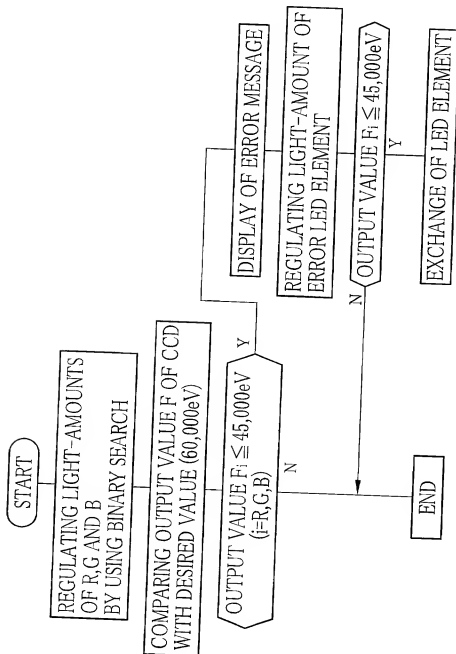 START
REGULATING LIGHT-AMOUNTS
OF R,G AND B
BY USING BINARY SEARCH
COMPARING OUTPUT VALUE F OF CCD
WITH DESIRED VALUE (60,000eV)
OUTPUT VALUE Fi ≦ 45,000eV
(i=R,G,B)
Y
N
DISPLAY OF ERROR MESSAGE
REGULATING LIGHT-AMOUNT OF
ERROR LED ELEMENT
OUTPUT VALUE Fi ≦ 45,000eV
N
Y
EXCHANGE OF LED ELEMENT
END